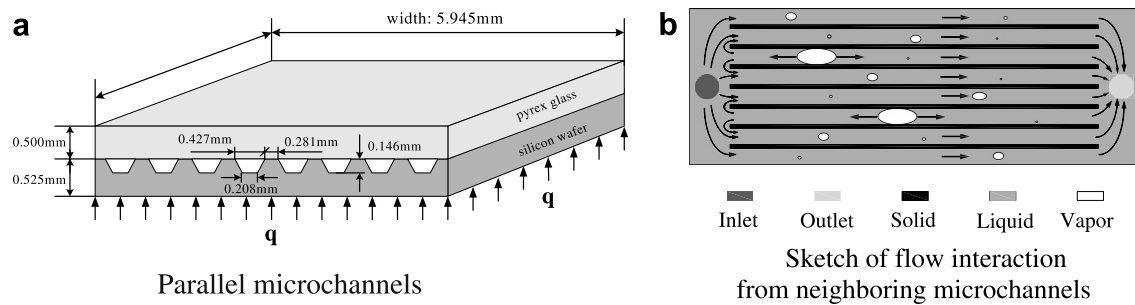 a
width: 5.945mm
pyrex glass
silicon wafer
0.500mm
0.427mm
0.281mm
0.146mm
0.525mm
0.208mm
q
q
Parallel microchannels
b
Inlet
Outlet
Solid
Liquid
Vapor
Sketch of flow interaction
from neighboring microchannels